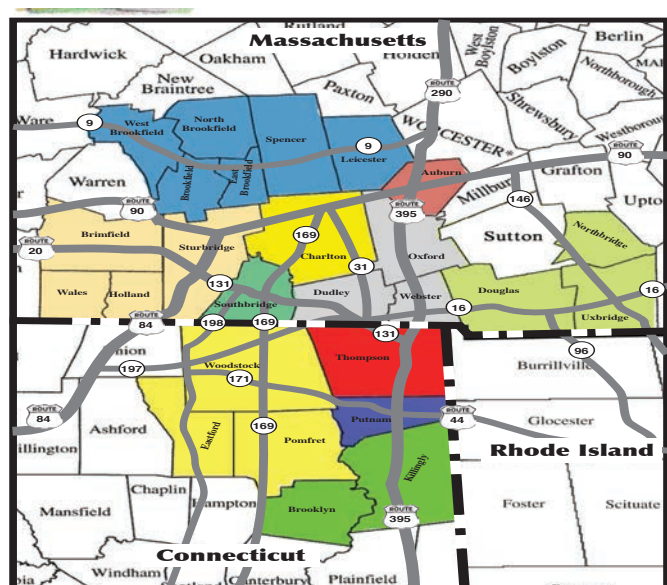 Massachusetts
Rutland
Holden
West
Boylston
Berlin
Hardwick
Oakham
Boylston
Northborough
New
Braintree
Paxton
ROUTE
290
Shrewsbury
Ware
9
West
Brookfield
North
Brookfield
Spencer
9
Leicester
WORCESTER*
Westborough
ROUTE
90
Warren
Brookfield
East
Brookfield
Auburn
Millbury
Grafton
Upto
ROUTE
90
ROUTE
395
146
Brimfield
Sturbridge
169
Charlton
Oxford
Sutton
Northbridge
ROUTE
20
131
31
Wales
Holland
Southbridge
Dudley
Webster
16
Douglas
16
Uxbridge
ROUTE
84
198
169
131
nion
197
Woodstock
171
Thompson
96
Burrillville
ROUTE
84
Ashford
Eastford
169
Pomfret
Putnam
ROUTE
44
Glocester
illington
Rhode Island
Killingly
Chaplin
Hampton
Mansfield
Brooklyn
ROUTE
395
Foster
Scituate
Connecticut
Windham
Canterbury
Plainfield